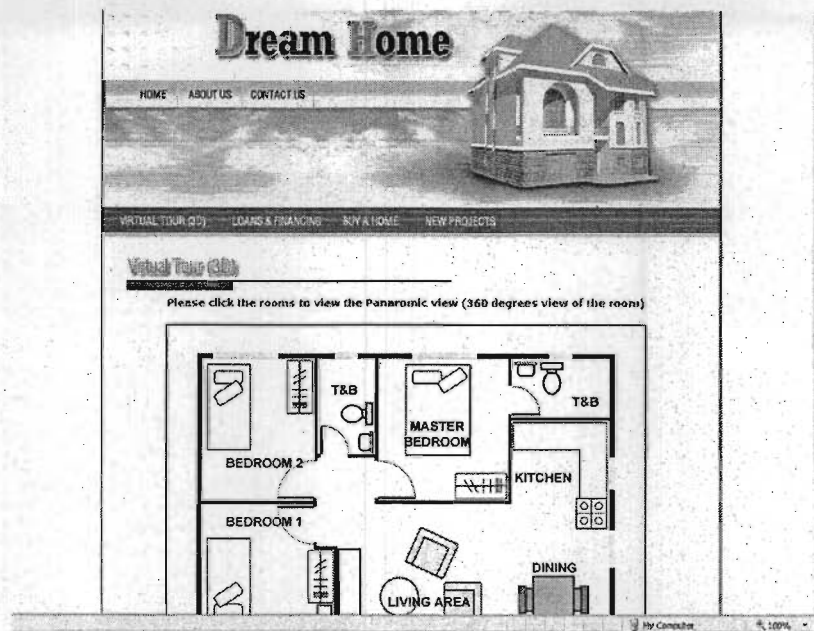 Dream Home
HOME ABOUT US CONTACT US
VIRTUAL TOUR (3D) LOANS & FINANCING BUY A HOME NEW PROJECTS
Virtual Tour (3D)
Please click the rooms to view the Panaromic view (360 degrees view of the room)
T&B
T&B
MASTER
BEDROOM
BEDROOM 2
KITCHEN
BEDROOM 1
DINING
LIVING AREA
My Computer 100%